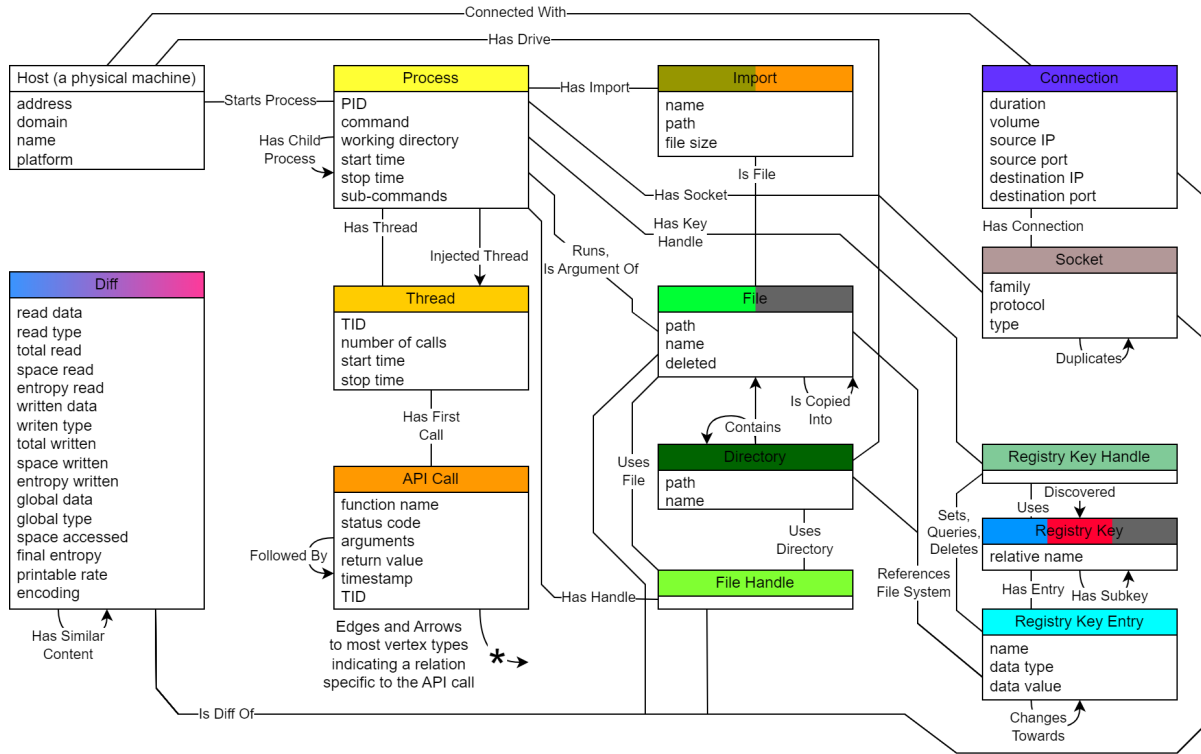 Connected With
Has Drive
Host (a physical machine)
address
domain
name
platform
Starts Process
Process
PID
command
working directory
start time
stop time
sub-commands
Has Child
Process
Has Import
Import
name
path
file size
Connection
duration
volume
source IP
source port
destination IP
destination port
Is File
Has Socket
Has Key
Handle
Has Connection
Has Thread
Injected Thread
Runs,
Is Argument Of
Socket
family
protocol
type
Duplicates
Diff
read data
read type
total read
space read
entropy read
written data
writen type
total written
space written
entropy written
global data
global type
space accessed
final entropy
printable rate
encoding
Has Similar
Content
Thread
TID
number of calls
start time
stop time
Has First
Call
File
path
name
deleted
Is Copied
Into
Contains
Uses
File
Directory
path
name
Uses
Directory
API Call
function name
status code
arguments
return value
timestamp
TID
Followed By
Edges and Arrows
to most vertex types
indicating a relation
specific to the API call
*
Has Handle
File Handle
References
File System
Registry Key Handle
Discovered
Uses
Sets,
Queries,
Deletes
Registry Key
relative name
Has Entry
Has Subkey
Registry Key Entry
name
data type
data value
Changes
Towards
Is Diff Of